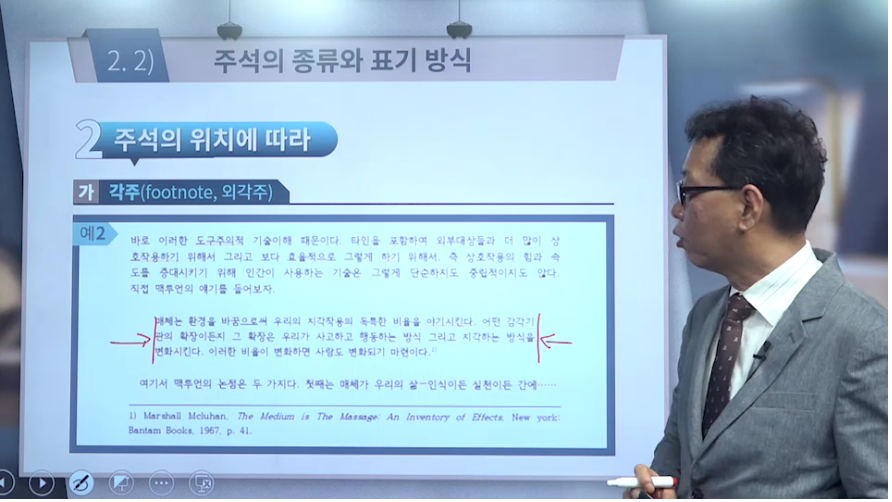 2. 2)
주석의 종류와 표기 방식
2 주석의 위치에 따라
가 각주(footnote, 외각주)
예2
바로 이러한 도구주의적 기술이해 때문이다. 타인을 포함하여 외부대상들과 더 많이 상
호작용하기 위해서 그리고 보다 효율적으로 그렇게 하기 위해서, 즉 상호작용의 힘과 속
도를 증대시키기 위해 인간이 사용하는 기술은 그렇게 단순하지도 중립적이지도 않다.
직접 맥루언의 얘기를 들어보자.
매체는 환경을 바꿈으로써 우리의 지각작용의 독특한 비율을 야기시킨다. 어떤 감각기
관의 확장이든지 그 확장은 우리가 사고하고 행동하는 방식 그리고 지각하는 방식을
변화시킨다. 이러한 비율이 변화하면 사람도 변화되기 마련이다.1)
여기서 맥루언의 논점은 두 가지다. 첫째는 매체가 우리의 삶-인식이든 실천이든 간에……
1) Marshall Mcluhan, The Medium is The Massage: An Inventory of Effects, New york:
Bantam Books, 1967, p. 41.